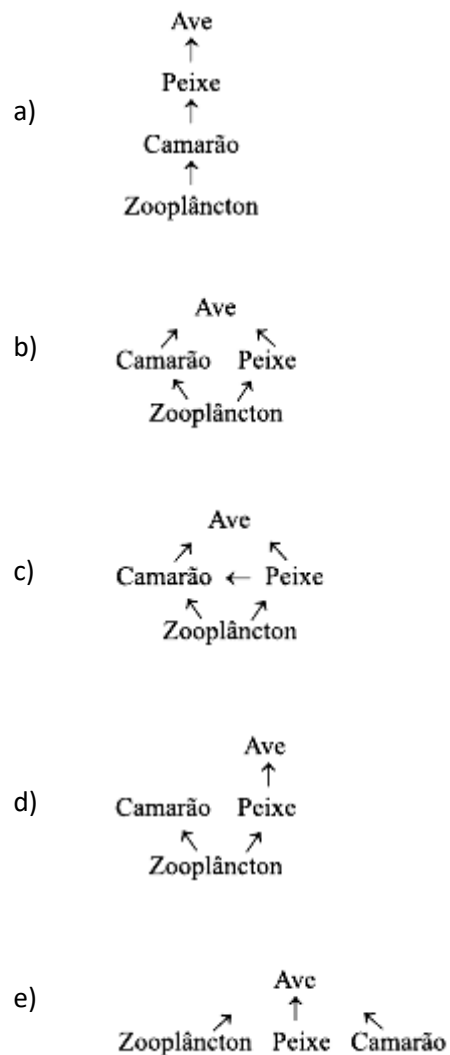 Ave
↑
Peixe
↑
a)
Camarão
↑
Zooplâncton
Ave
↗ ↖
b) Camarão Peixe
↖ ↗
Zooplâncton
Ave
↗ ↖
c) Camarão ← Peixe
↖ ↗
Zooplâncton
Ave
↑
d) Camarão Peixe
↖ ↗
Zooplâncton
Ave
↗ ↑ ↖
e) Zooplâncton Peixe Camarão